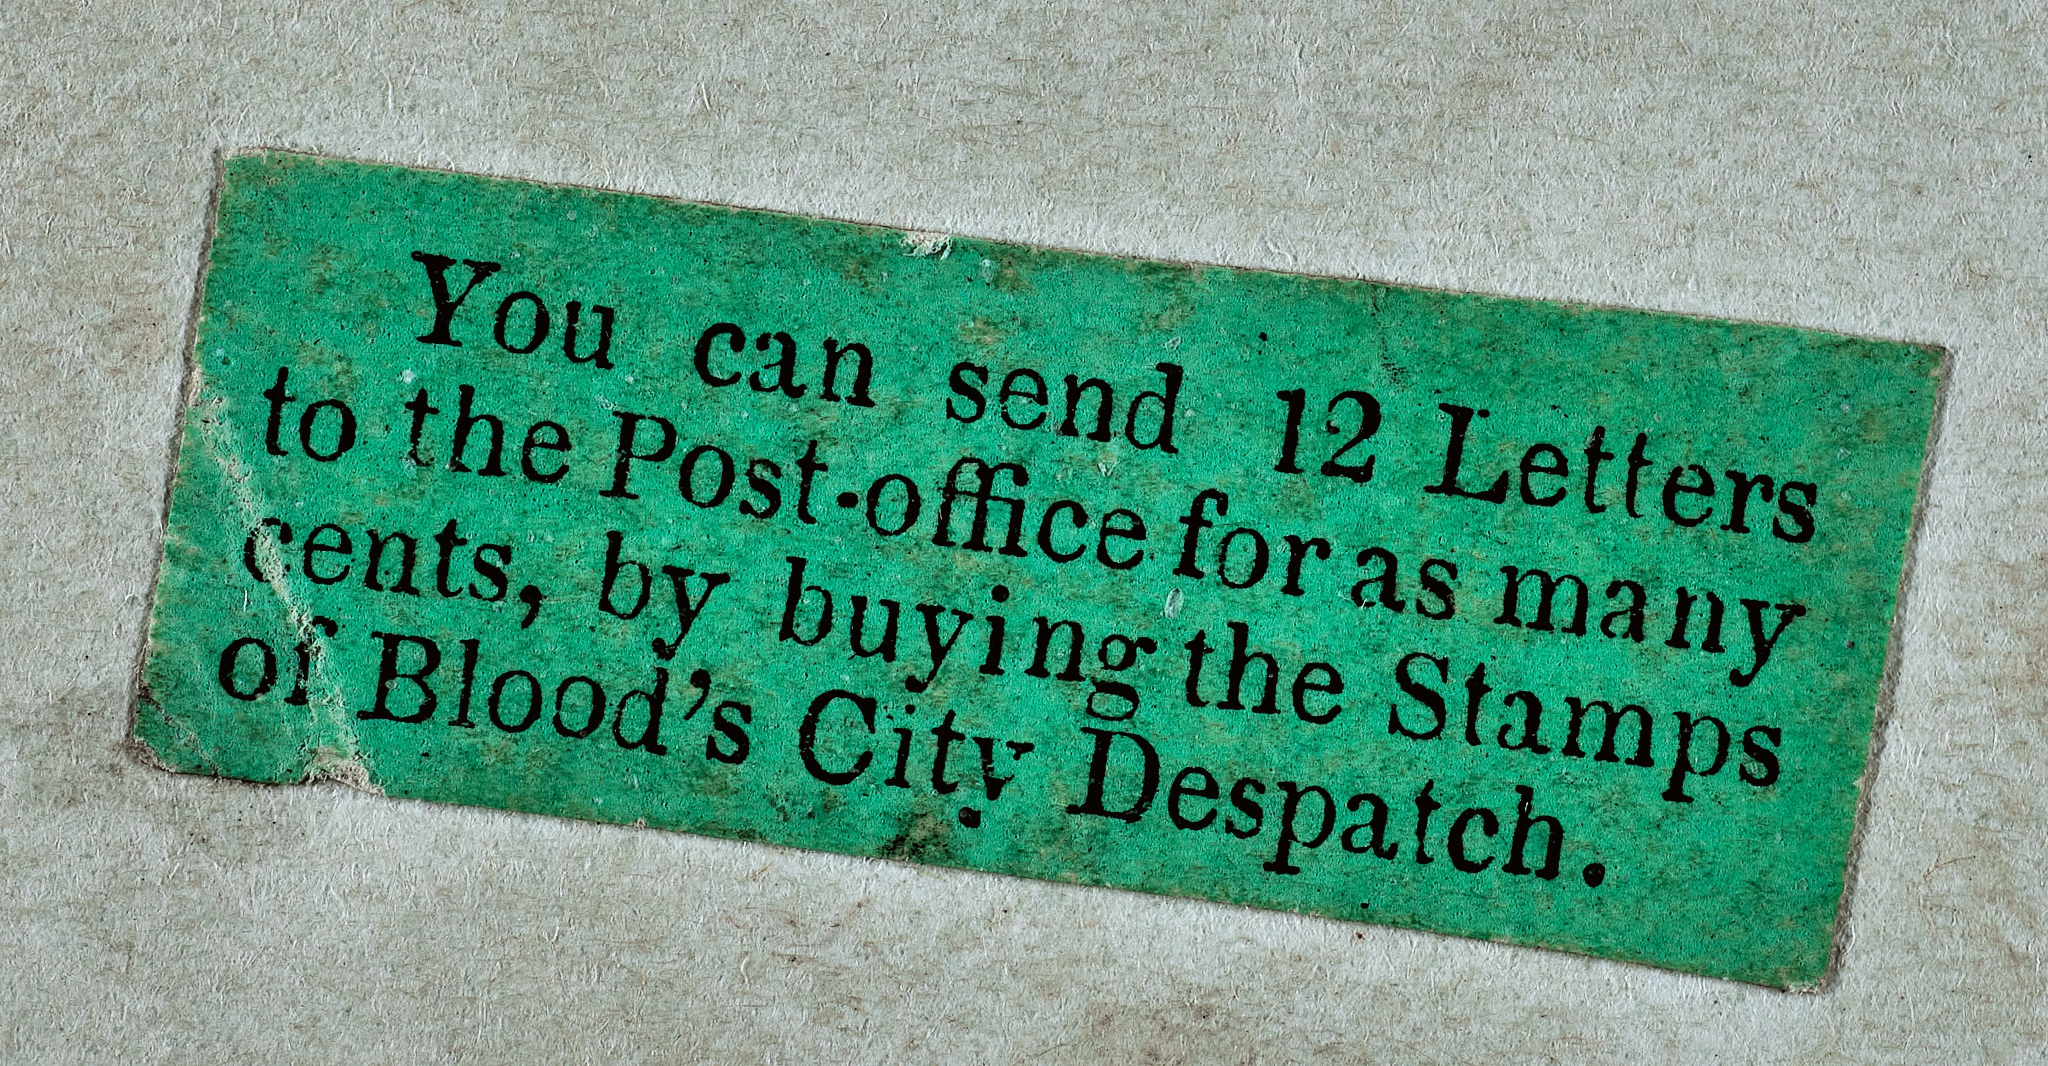 You can send 12 Letters
to the Post-office for as many
cents, by buying the Stamps
of Blood's City Despatch.